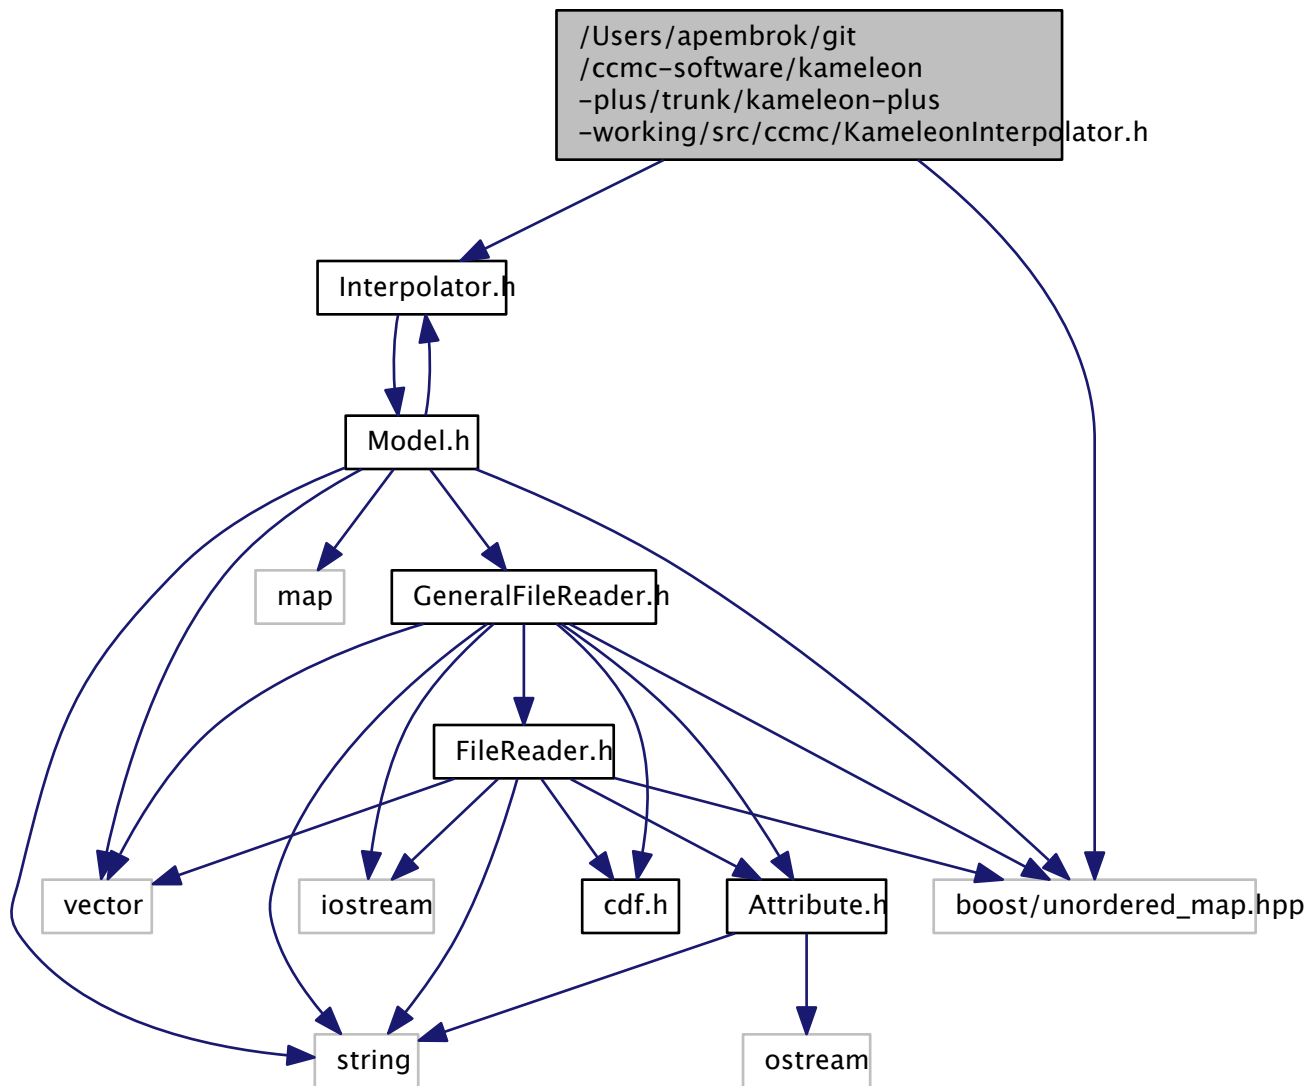 /Users/apembrok/git
/ccmc-software/kameleon
-plus/trunk/kameleon-plus
-working/src/ccmc/KameleonInterpolator.h
Interpolator.h
Model.h
map
GeneralFileReader.h
FileReader.h
vector
iostream
cdf.h
Attribute.h
boost/unordered_map.hpp
string
ostream